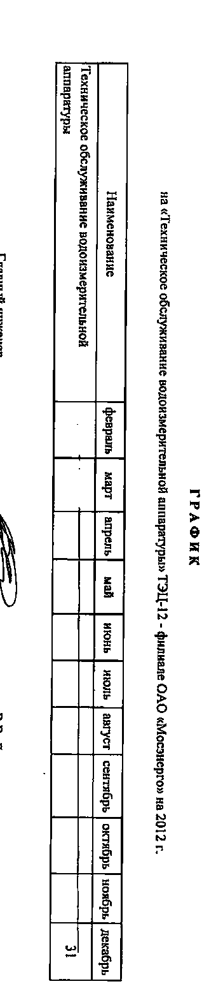 ГРАФИК
на «Техническое обслуживание водоизмерительной аппаратуры» ТЭЦ-12 - филиале ОАО «Мосэнерго» на 2012 г.
Наименование февраль март апрель май июнь июль август сентябрь октябрь ноябрь декабрь
Техническое обслуживание водоизмерительной
аппаратуры 31